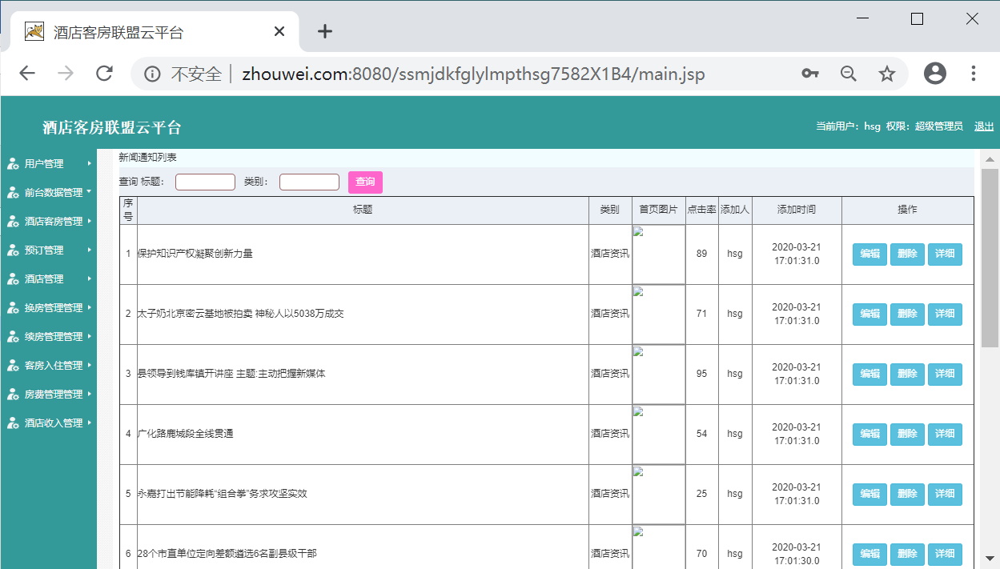 酒店客房联盟云平台
不安全 zhouwei.com:8080/ssmjdkfglylmpthsg7582X1B4/main.jsp
酒店客房联盟云平台
当前用户：hsg 权限：超级管理员 退出
用户管理
前台数据管理
酒店客房管理
预订管理
酒店管理
换房管理管理
续房管理管理
客房入住管理
房费管理管理
酒店收入管理
新闻通知列表
查询 标题： 类别： 查询
序号 标题 类别 首页图片 点击率 添加人 添加时间 操作
1 保护知识产权凝聚创新力量 酒店资讯 89 hsg 2020-03-21 17:01:31.0 编辑 删除 详细
2 太子奶北京密云基地被拍卖 神秘人以5038万成交 酒店资讯 71 hsg 2020-03-21 17:01:31.0 编辑 删除 详细
3 县领导到钱库镇开讲座 主题:主动把握新媒体 酒店资讯 95 hsg 2020-03-21 17:01:31.0 编辑 删除 详细
4 广化路鹿城段全线贯通 酒店资讯 54 hsg 2020-03-21 17:01:31.0 编辑 删除 详细
5 永嘉打出节能降耗“组合拳”务求攻坚实效 酒店资讯 25 hsg 2020-03-21 17:01:31.0 编辑 删除 详细
6 28个市直单位定向差额遴选6名副县级干部 酒店资讯 70 hsg 2020-03-21 17:01:30.0 编辑 删除 详细